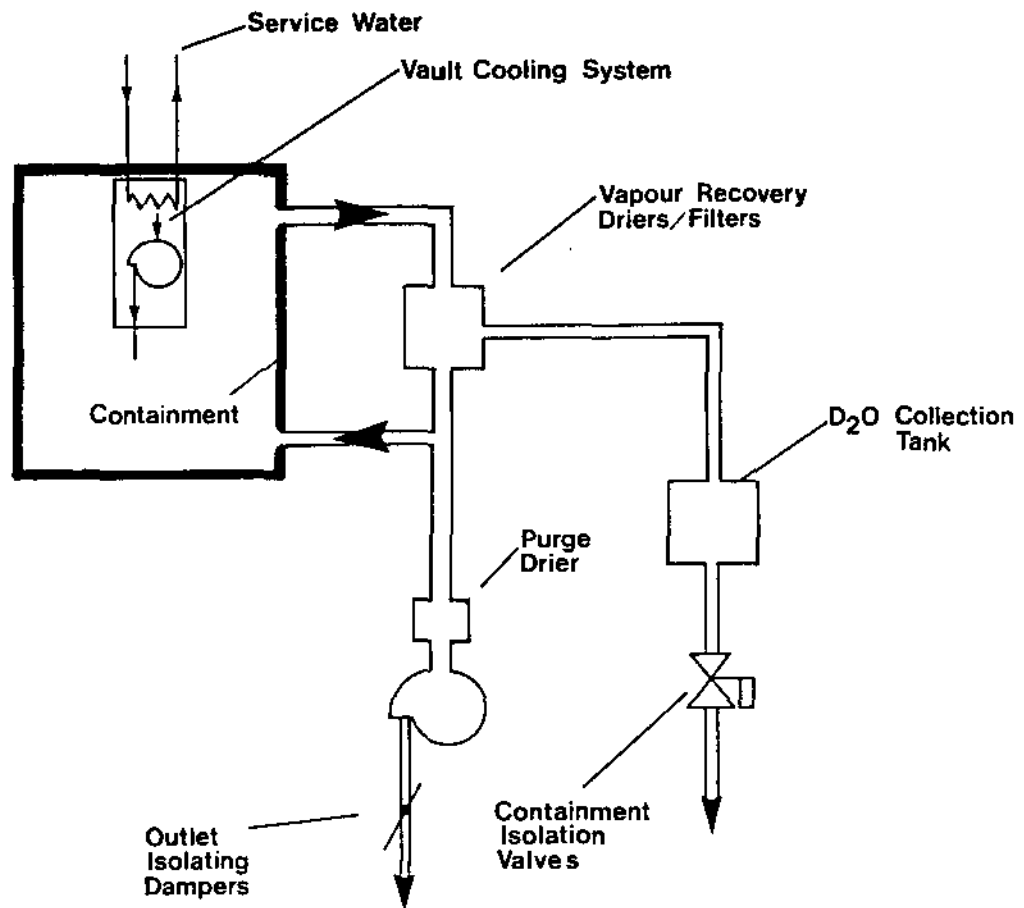 Service Water
Vault Cooling System
Vapour Recovery
Driers/Filters
Containment
D2O Collection
Tank
Purge
Drier
Outlet
Isolating
Dampers
Containment
Isolation
Valves